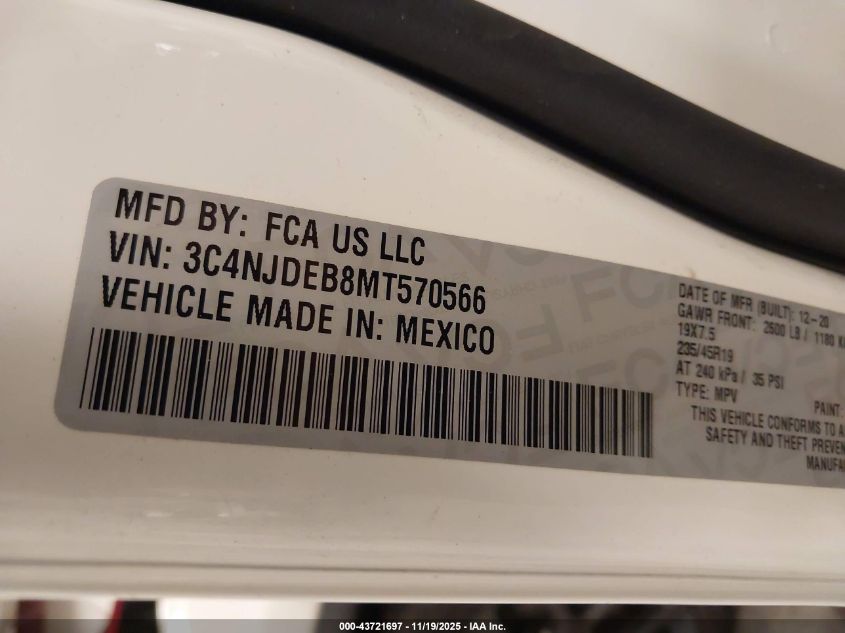 MFD BY: FCA US LLC
VIN: 3C4NJDEB8MT570566
VEHICLE MADE IN: MEXICO
DATE OF MFR (BUILT): 12-20
GAWR FRONT: 2600 LB / 1180 K
19X7.5
235/45R19
AT 240 kPa / 35 PSI
TYPE: MPV
PAINT:
THIS VEHICLE CONFORMS TO A
SAFETY AND THEFT PREVEN
MANUFA
000-43721697 - 11/19/2025 - IAA Inc.